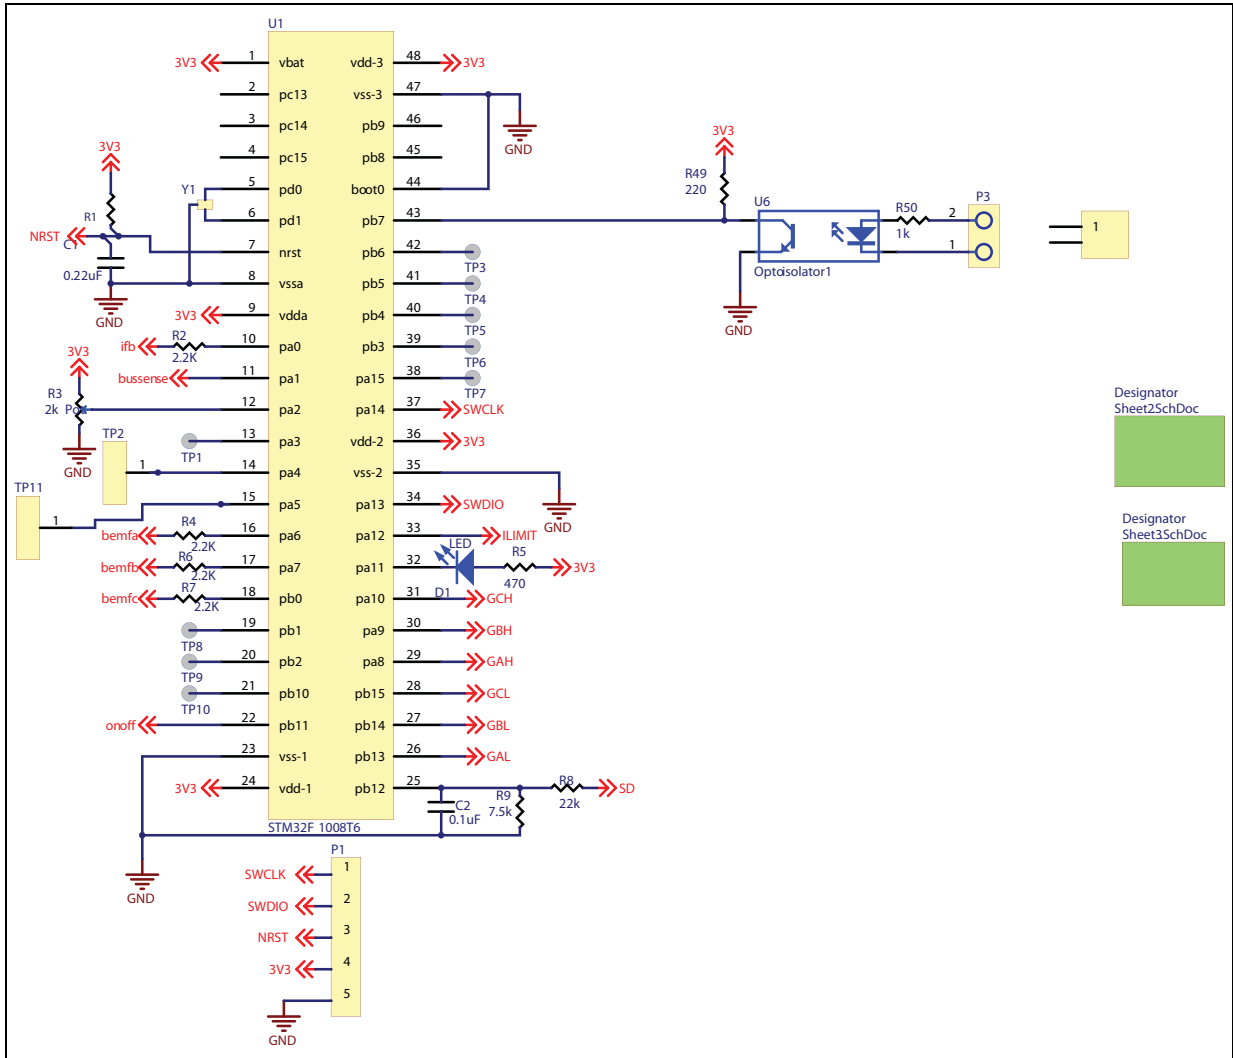 U1
3V3
1
vbat
vdd-3
48
3V3
2
pc13
vss-3
47
3
pc14
pb9
46
GND
4
pc15
pb8
45
3V3
R1
NRST
C1
0.22uF
GND
Y1
5
pd0
boot0
44
6
pd1
pb7
43
7
nrst
pb6
42
TP3
8
vssa
pb5
41
TP4
3V3
9
vdda
pb4
40
TP5
ifb
R2
2.2K
10
pa0
pb3
39
TP6
bussense
11
pa1
pa15
38
TP7
3V3
R3
2k Pot
GND
12
pa2
pa14
37
SWCLK
TP1
13
pa3
vdd-2
36
3V3
TP2
1
14
pa4
vss-2
35
GND
TP11
1
15
pa5
pa13
34
SWDIO
bemfa
R4
2.2K
16
pa6
pa12
33
ILIMIT
bemfb
R6
2.2K
17
pa7
pa11
32
LED
D1
R5
470
3V3
bemfc
R7
2.2K
18
pb0
pa10
31
GCH
TP8
19
pb1
pa9
30
GBH
TP9
20
pb2
pa8
29
GAH
TP10
21
pb10
pb15
28
GCL
onoff
22
pb11
pb14
27
GBL
23
vss-1
pb13
26
GAL
3V3
24
vdd-1
pb12
25
C2
0.1uF
R9
7.5k
R8
22k
SD
STM32F 1008T6
GND
3V3
R49
220
U6
Optoisolator1
GND
R50
1k
P3
2
1
1
Designator
Sheet2SchDoc
Designator
Sheet3SchDoc
P1
SWCLK
1
SWDIO
2
NRST
3
3V3
4
5
GND